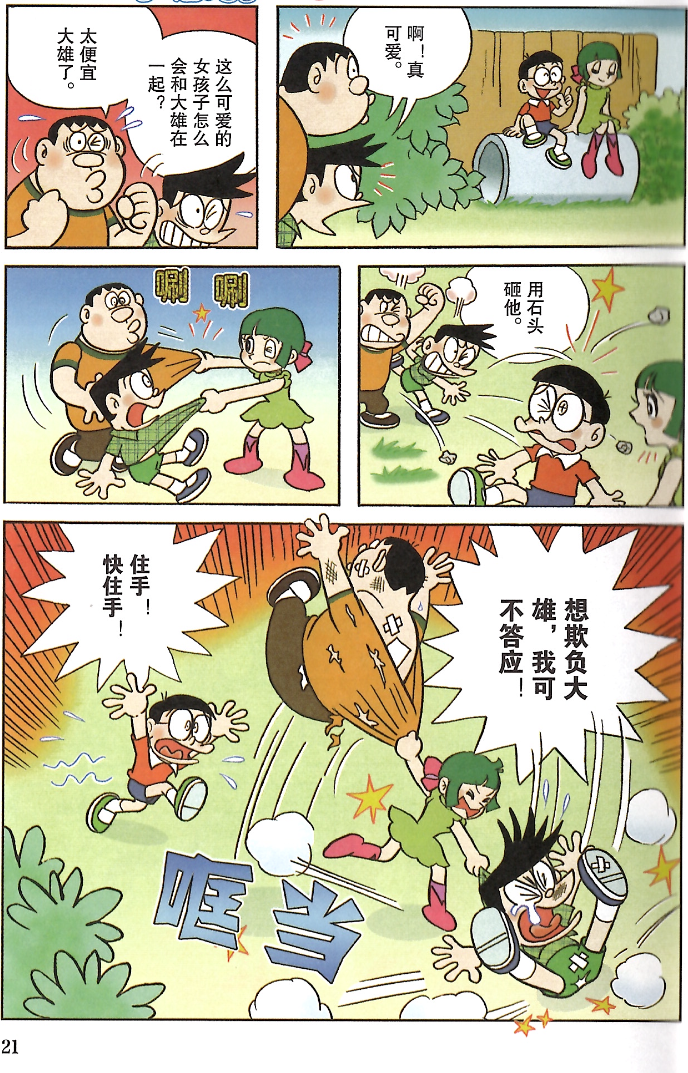 啊！真
可爱。
这么可爱的
女孩子怎么
会和大雄在
一起？
太便宜
大雄了。
用石头
砸他。
唰 唰
想欺负大
雄，我可
不答应！
住手！
快住手！
哐当
21